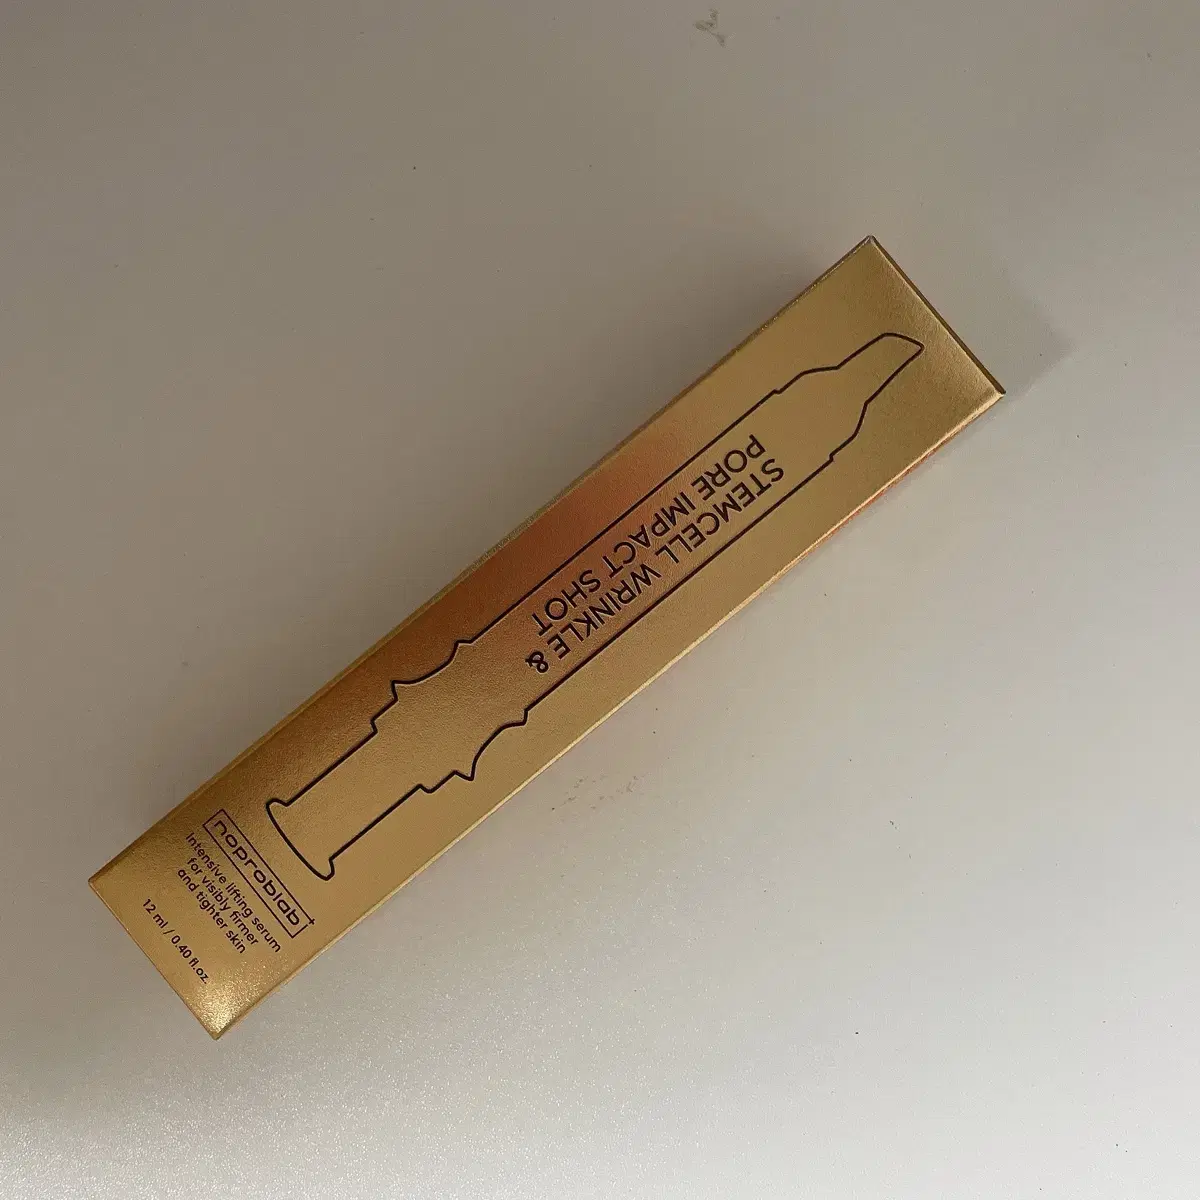 STEMCELL WRINKLE &
PORE IMPACT SHOT
noproblab+
Intensive lifting serum
for visibly firmer
and tighter skin
12 ml / 0.40 fl.oz.